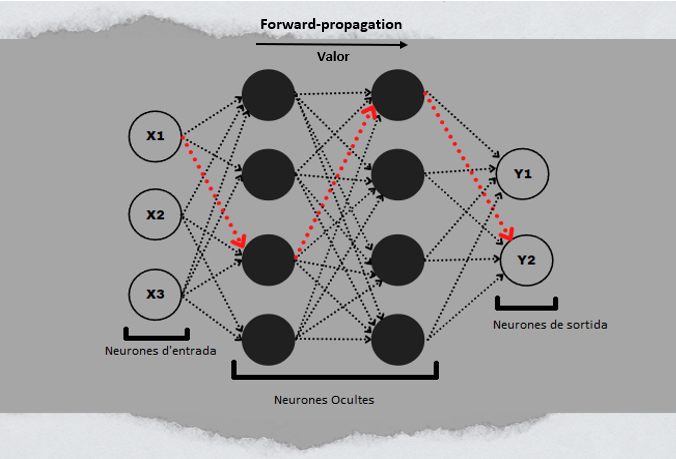 Forward-propagation
Valor
X1
X2
X3
Y1
Y2
Neurones d'entrada
Neurones Ocultes
Neurones de sortida